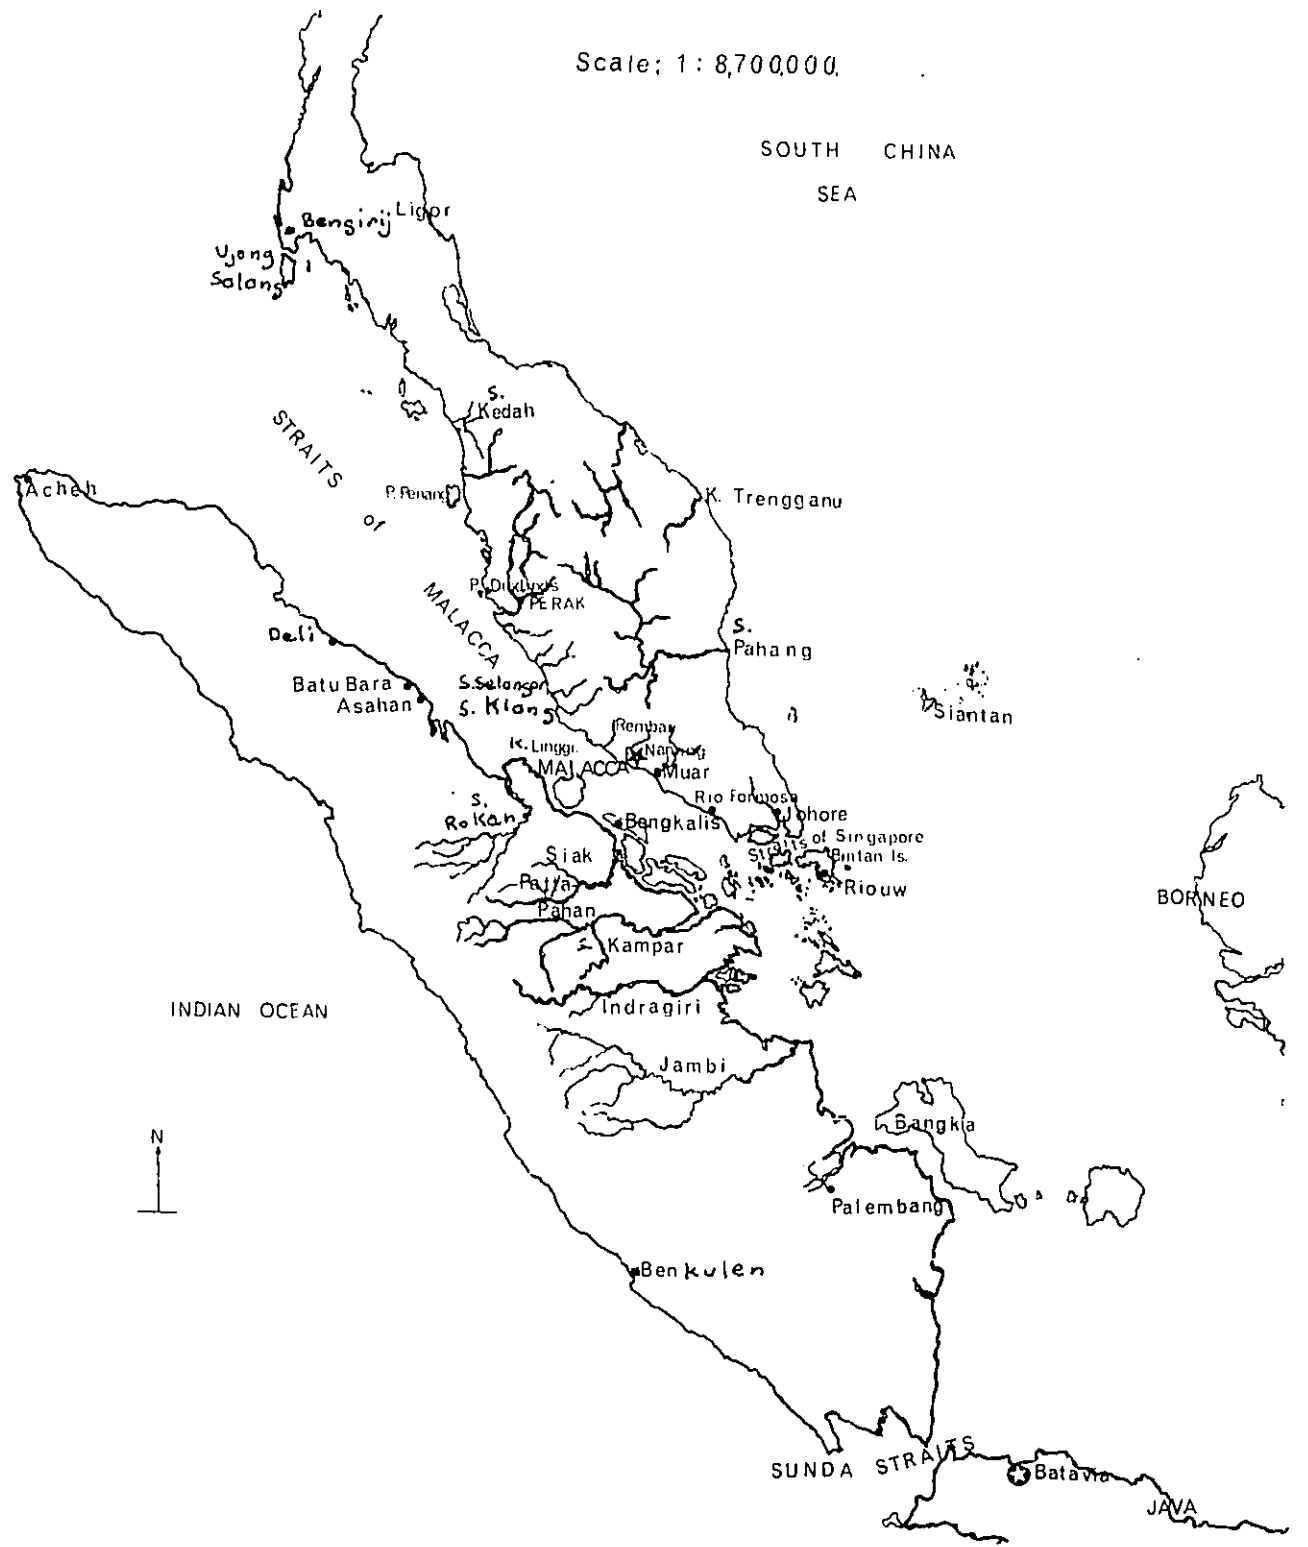 Scale; 1: 8,700,000.
SOUTH CHINA
SEA
Ligor
Bengirij
Ujong
Salang
S.
Kedah
STRAITS
of
MALACCA
Acheh
P. Penang
K. Trengganu
PERAK
S.
Pahang
Deli
Batu Bara
Asahan
S. Selangor
S. Klang
Siantan
Rembau
K. Linggi.
Naning
MALACCA
Muar
Rio Formosa
S.
Rokan
Bengkalis
Johore
Straits of Singapore
Bintan Is.
Siak
Riouw
Patta-
Pahan
BORNEO
Kampar
INDIAN OCEAN
Indragiri
Jambi
Bangka
N
Palembang
Benkulen
SUNDA STRAITS
Batavia
JAVA